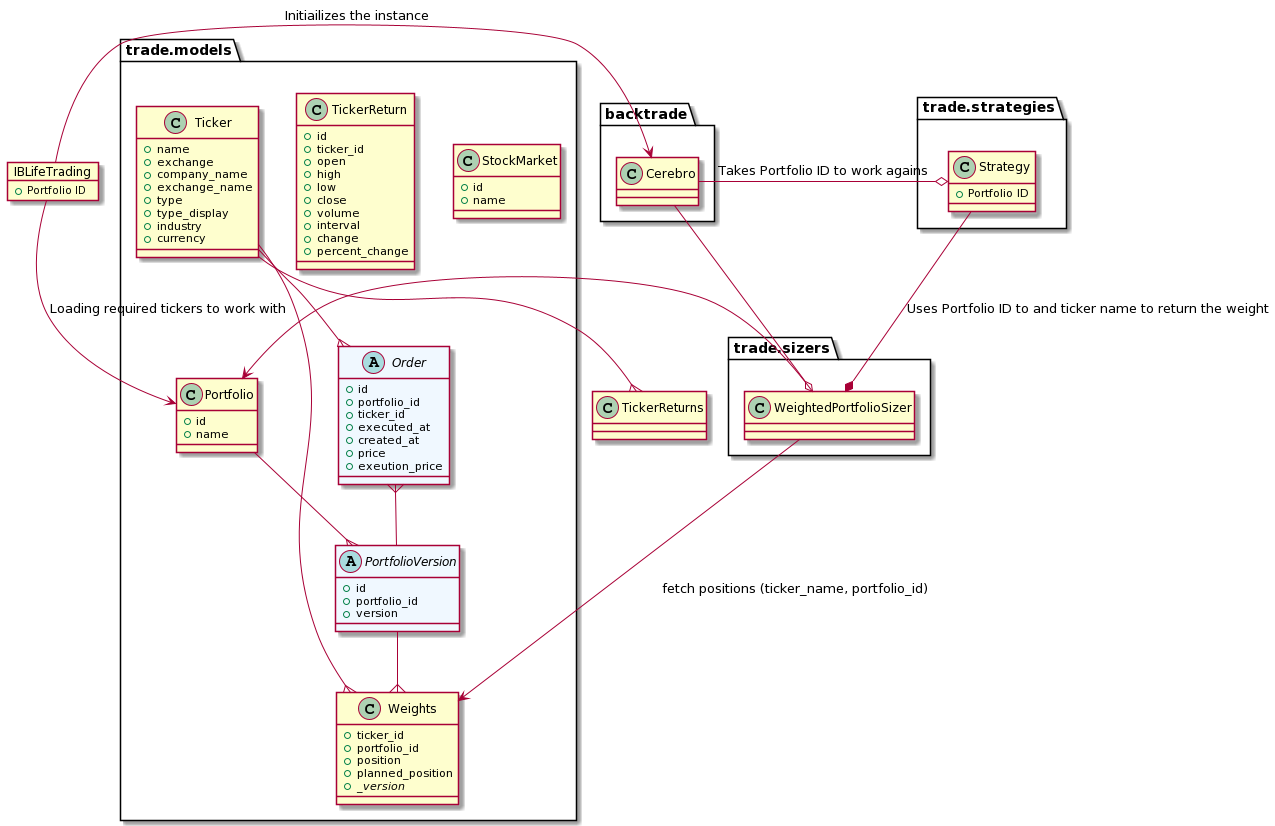 Initiailizes the instance
trade.models
IBLifeTrading
Portfolio ID
C Ticker
name
exchange
company_name
exchange_name
type
type_display
industry
currency
C TickerReturn
id
ticker_id
open
high
low
close
volume
interval
change
percent_change
C StockMarket
id
name
backtrade
C Cerebro
Takes Portfolio ID to work agains
trade.strategies
C Strategy
Portfolio ID
Loading required tickers to work with
Uses Portfolio ID to and ticker name to return the weight
C Portfolio
id
name
A Order
id
portfolio_id
ticker_id
executed_at
created_at
price
exeution_price
C TickerReturns
trade.sizers
C WeightedPortfolioSizer
A PortfolioVersion
id
portfolio_id
version
fetch positions (ticker_name, portfolio_id)
C Weights
ticker_id
portfolio_id
position
planned_position
_version